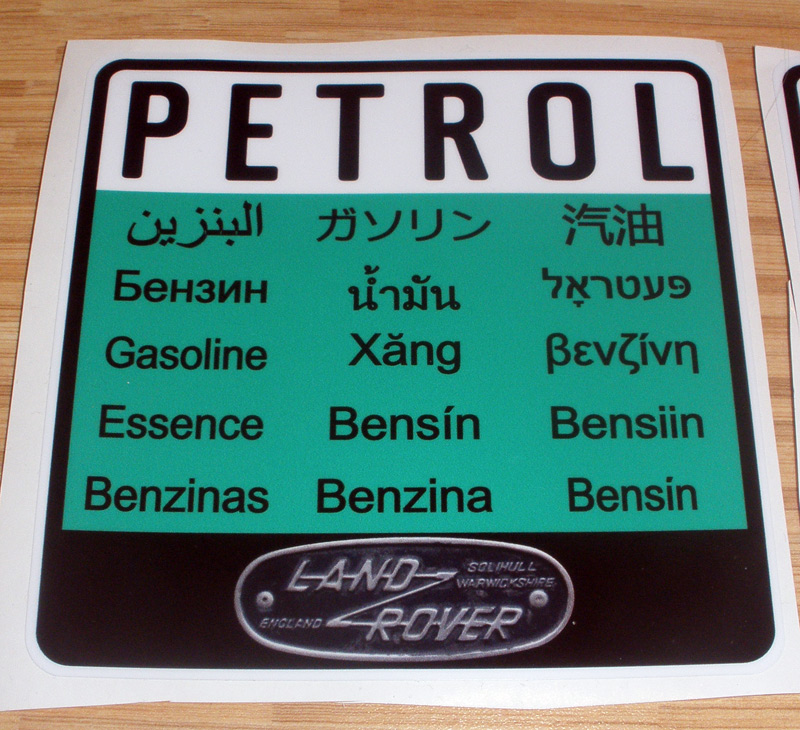 PETROL
البنزين ガソリン 汽油
Бензин น้ำมัน פּעטראָל
Gasoline Xăng βενζίνη
Essence Bensín Bensiin
Benzinas Benzina Bensín
LAND ROVER
SOLIHULL
WARWICKSHIRE
ENGLAND